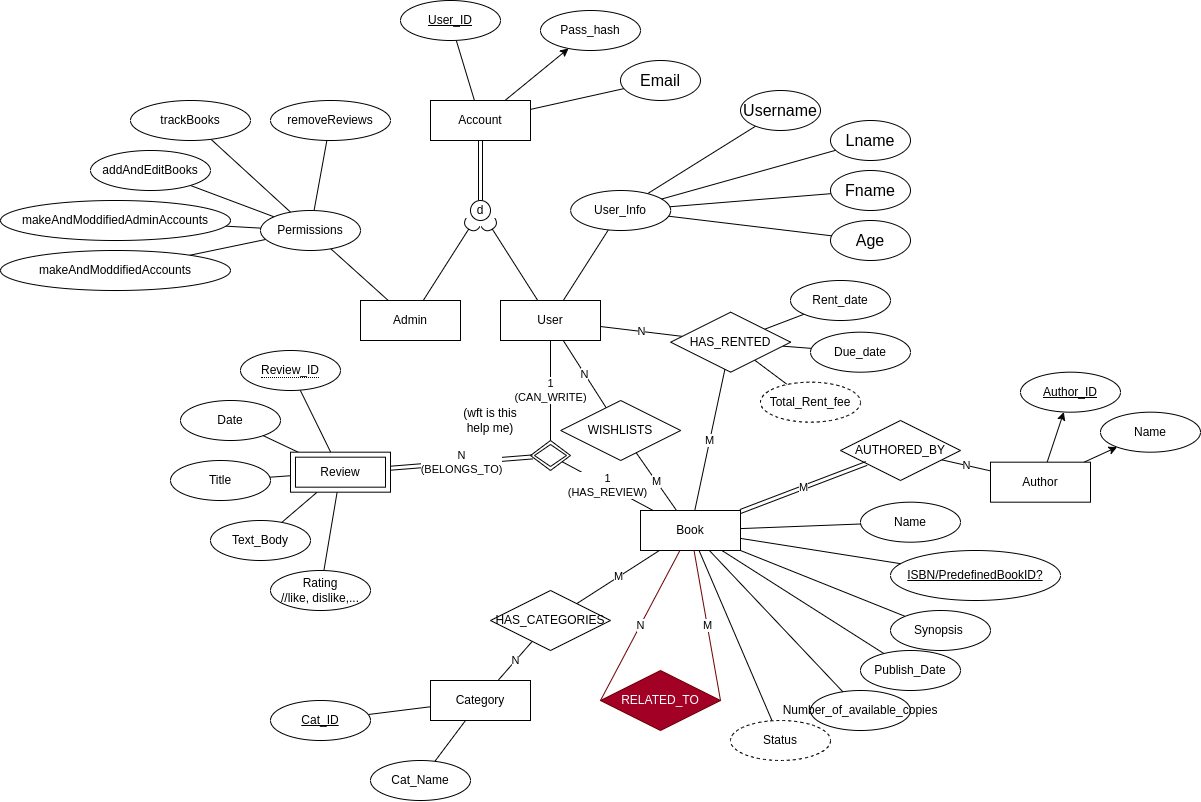 User_ID
Pass_hash
Email
Account
trackBooks
removeReviews
addAndEditBooks
makeAndModdifiedAdminAccounts
Permissions
makeAndModdifiedAccounts
d
Username
Lname
Fname
User_Info
Age
Admin
User
N
HAS_RENTED
Rent_date
Due_date
Total_Rent_fee
Review_ID
Date
Title
Review
Text_Body
Rating
//like, dislike,...
1
(CAN_WRITE)
(wft is this
help me)
N
WISHLISTS
M
N
(BELONGS_TO)
1
(HAS_REVIEW)
M
AUTHORED_BY
M
N
Author_ID
Name
Author
Book
Name
ISBN/PredefinedBookID?
Synopsis
Publish_Date
Number_of_available_copies
Status
M
HAS_CATEGORIES
N
N
M
RELATED_TO
Category
Cat_ID
Cat_Name